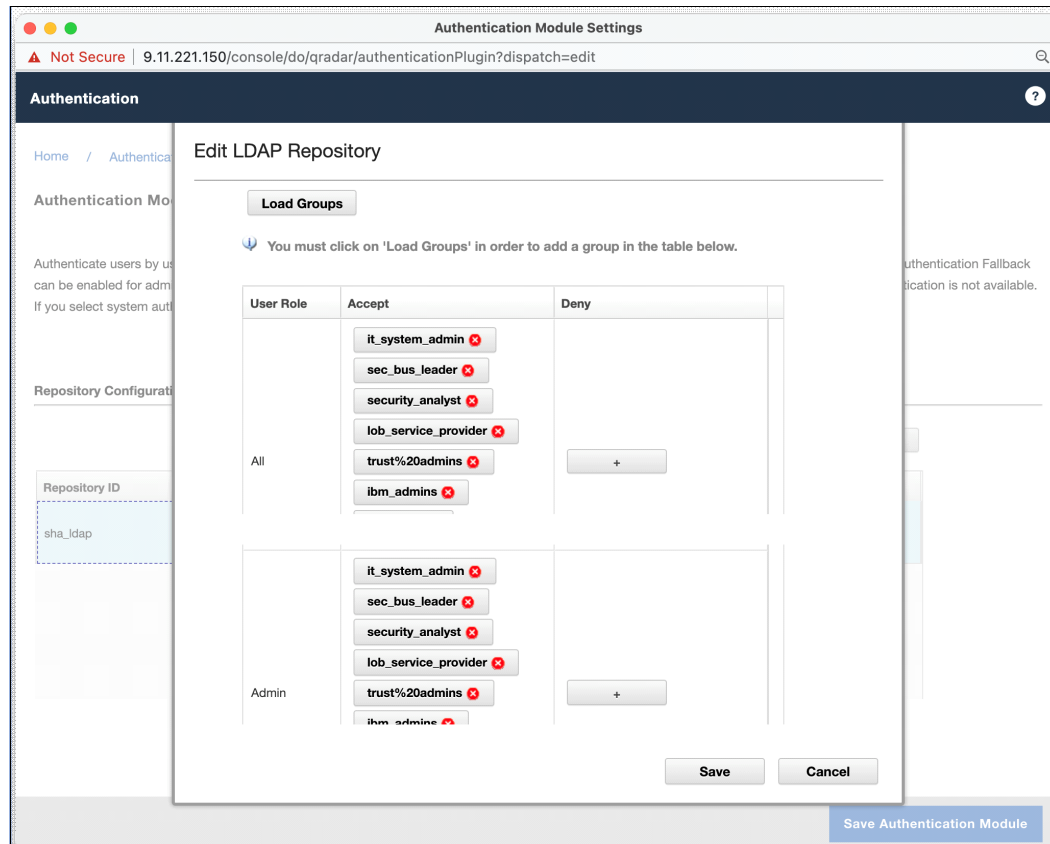 Authentication Module Settings
Not Secure 9.11.221.150/console/do/qradar/authenticationPlugin?dispatch=edit
Authentication ?
Home / Authentica
Edit LDAP Repository
Authentication Mo
Load Groups
You must click on 'Load Groups' in order to add a group in the table below.
Authenticate users by us
uthentication Fallback
can be enabled for adm
ication is not available.
If you select system aut
User Role Accept Deny
it_system_admin
sec_bus_leader
security_analyst
lob_service_provider
All trust%20admins +
ibm_admins
Repository Configurati
Repository ID
sha_ldap
it_system_admin
sec_bus_leader
security_analyst
lob_service_provider
Admin trust%20admins +
ibm_admins
Save Cancel
Save Authentication Module